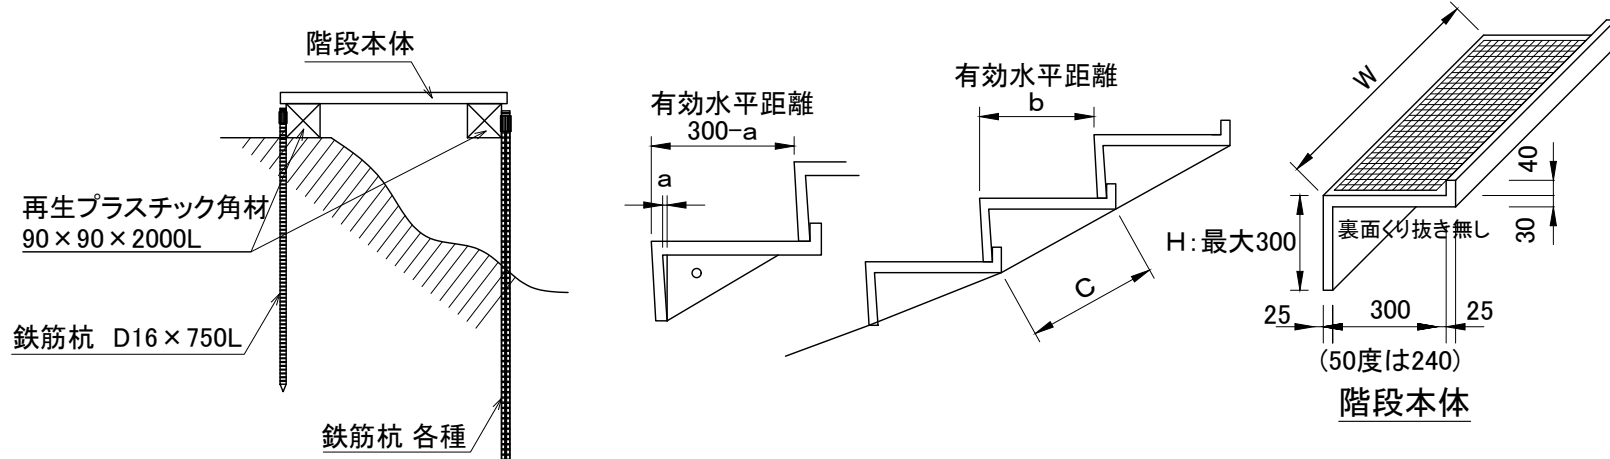 階段本体
再生プラスチック角材
90×90×2000L
鉄筋杭 D16×750L
鉄筋杭 各種
有効水平距離
300-a
a
有効水平距離
b
C
W
H:最大300
裏面くり抜き無し
40
30
25
300
25
(50度は240)
階段本体